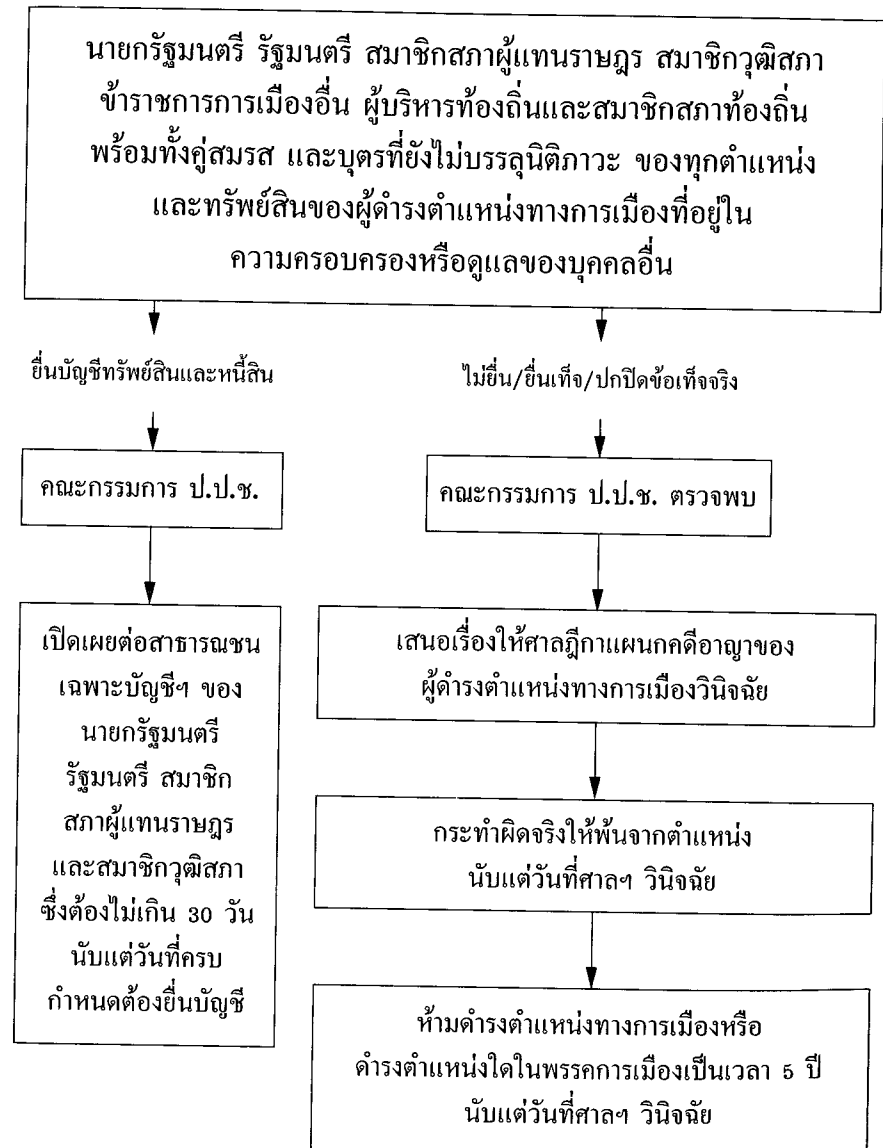 นายกรัฐมนตรี รัฐมนตรี สมาชิกสภาผู้แทนราษฎร สมาชิกวุฒิสภา
ข้าราชการการเมืองอื่น ผู้บริหารท้องถิ่นและสมาชิกสภาท้องถิ่น
พร้อมทั้งคู่สมรส และบุตรที่ยังไม่บรรลุนิติภาวะ ของทุกตำแหน่ง
และทรัพย์สินของผู้ดำรงตำแหน่งทางการเมืองที่อยู่ใน
ความครอบครองหรือดูแลของบุคคลอื่น
ยื่นบัญชีทรัพย์สินและหนี้สิน
คณะกรรมการ ป.ป.ช.
เปิดเผยต่อสาธารณชน
เฉพาะบัญชีฯ ของ
นายกรัฐมนตรี
รัฐมนตรี สมาชิก
สภาผู้แทนราษฎร
และสมาชิกวุฒิสภา
ซึ่งต้องไม่เกิน 30 วัน
นับแต่วันที่ครบ
กำหนดต้องยื่นบัญชี
ไม่ยื่น/ยื่นเท็จ/ปกปิดข้อเท็จจริง
คณะกรรมการ ป.ป.ช. ตรวจพบ
เสนอเรื่องให้ศาลฎีกาแผนกคดีอาญาของ
ผู้ดำรงตำแหน่งทางการเมืองวินิจฉัย
กระทำผิดจริงให้พ้นจากตำแหน่ง
นับแต่วันที่ศาลฯ วินิจฉัย
ห้ามดำรงตำแหน่งทางการเมืองหรือ
ดำรงตำแหน่งใดในพรรคการเมืองเป็นเวลา 5 ปี
นับแต่วันที่ศาลฯ วินิจฉัย